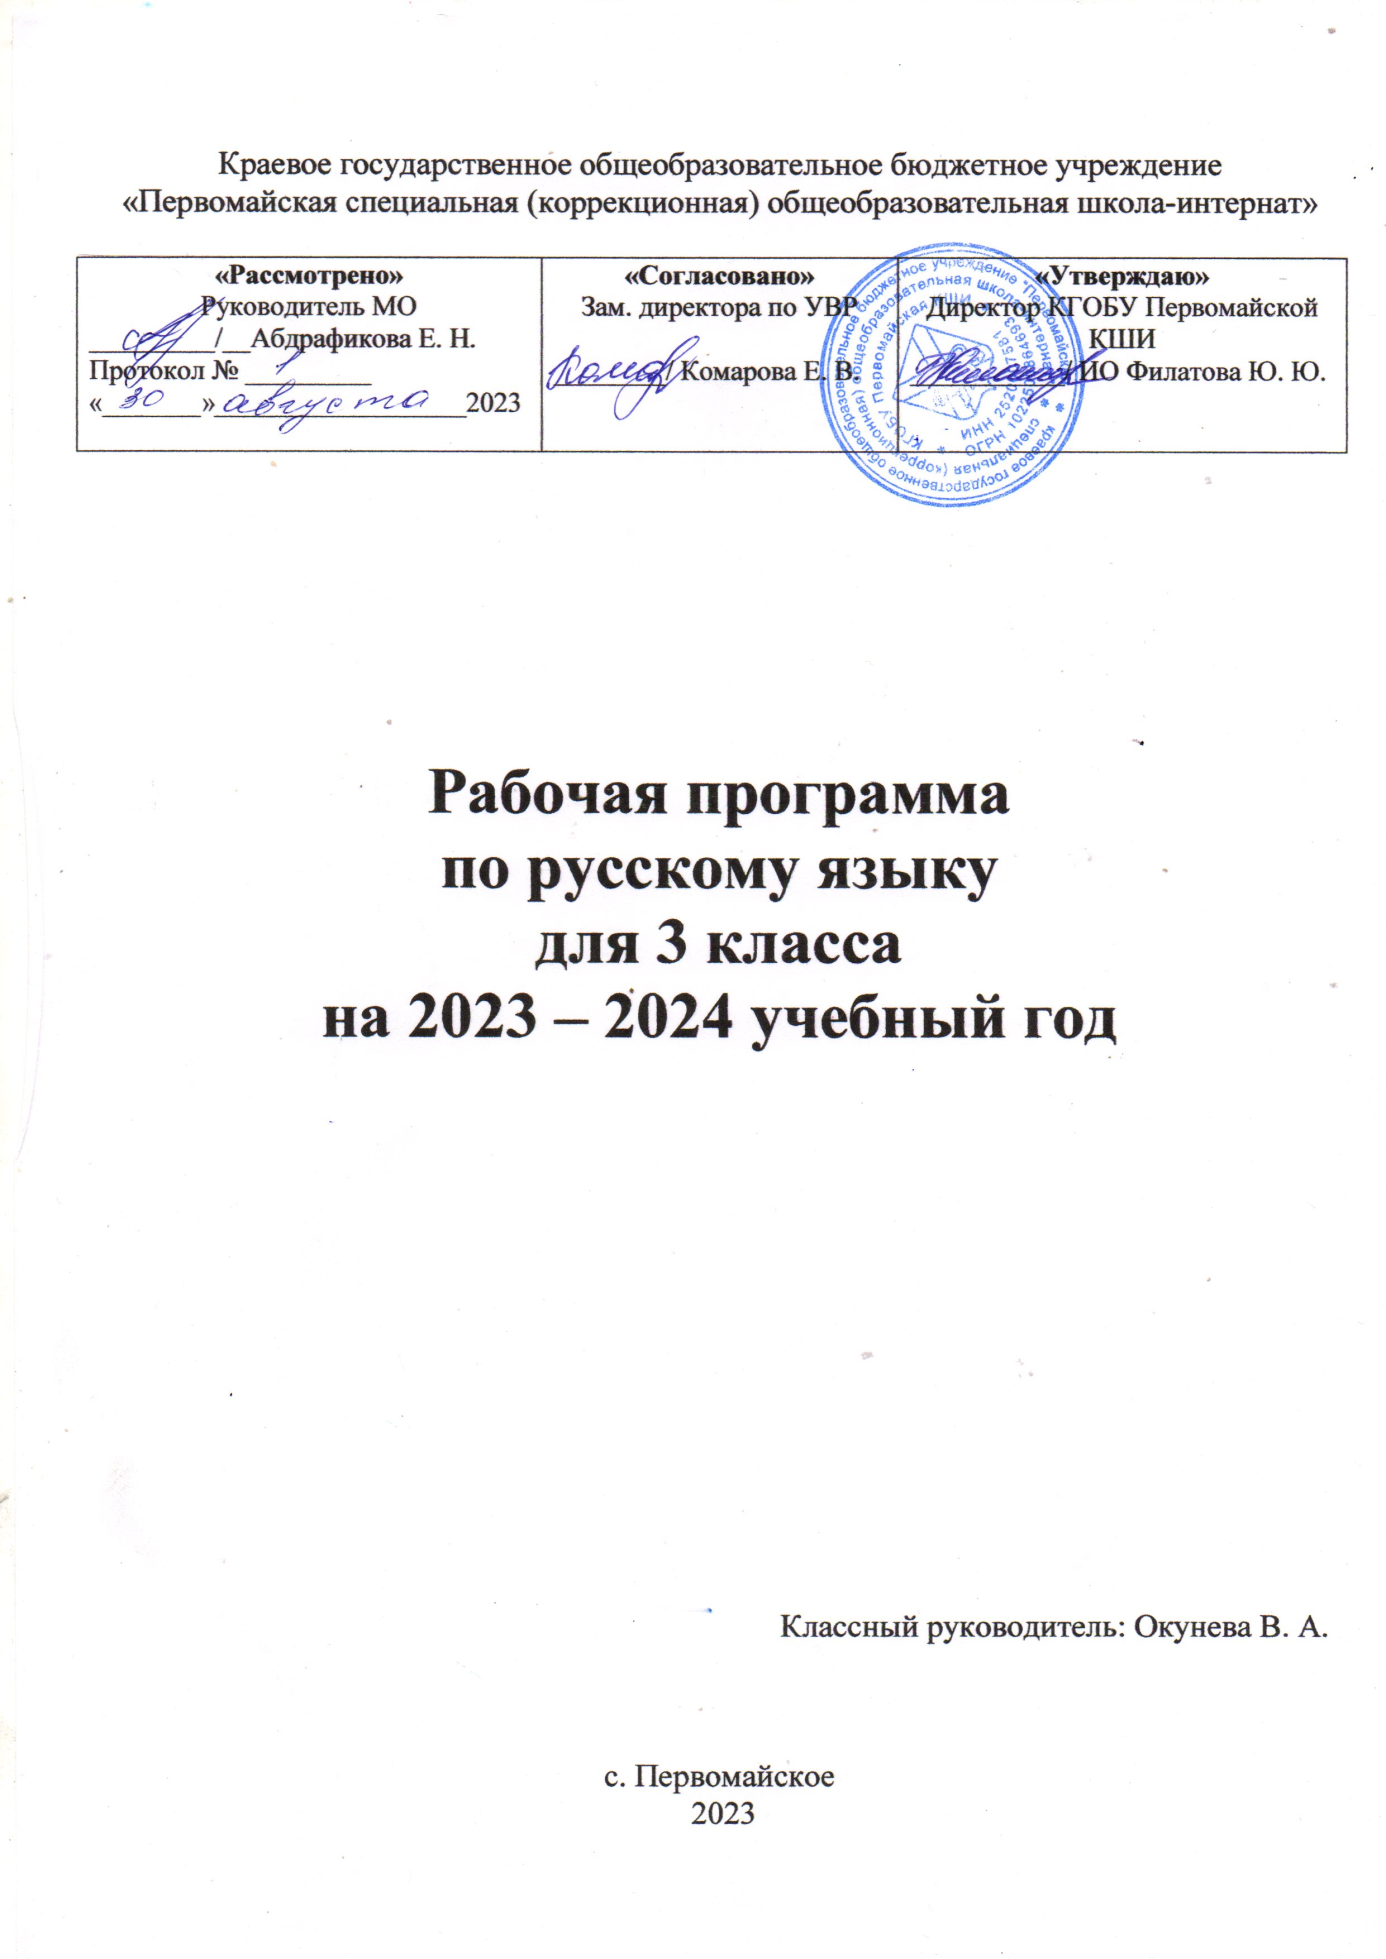 Краевое государственное общеобразовательное бюджетное учреждение
«Первомайская специальная (коррекционная) общеобразовательная школа-интернат»
«Рассмотрено»
Руководитель МО
_________/__Абдрафикова Е. Н.
Протокол № 1
«30» августа 2023
«Согласовано»
Зам. директора по УВР
/ Комарова Е. В.
«Утверждаю»
Директор КГОБУ Первомайской
КШИ
/ ИО Филатова Ю. Ю.
Рабочая программа
по русскому языку
для 3 класса
на 2023 – 2024 учебный год
Классный руководитель: Окунева В. А.
с. Первомайское
2023